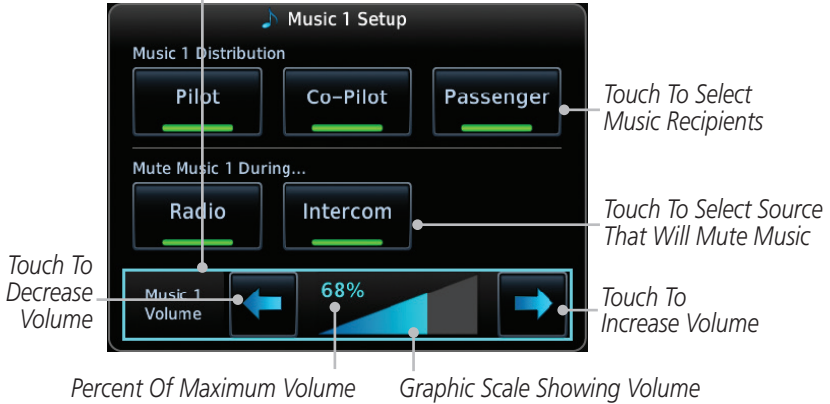 Music 1 Setup
Music 1 Distribution
Pilot
Co-Pilot
Passenger
Touch To Select
Music Recipients
Mute Music 1 During...
Radio
Intercom
Touch To Select Source
That Will Mute Music
Touch To
Decrease
Volume
Music 1
Volume
68%
Touch To
Increase Volume
Percent Of Maximum Volume
Graphic Scale Showing Volume